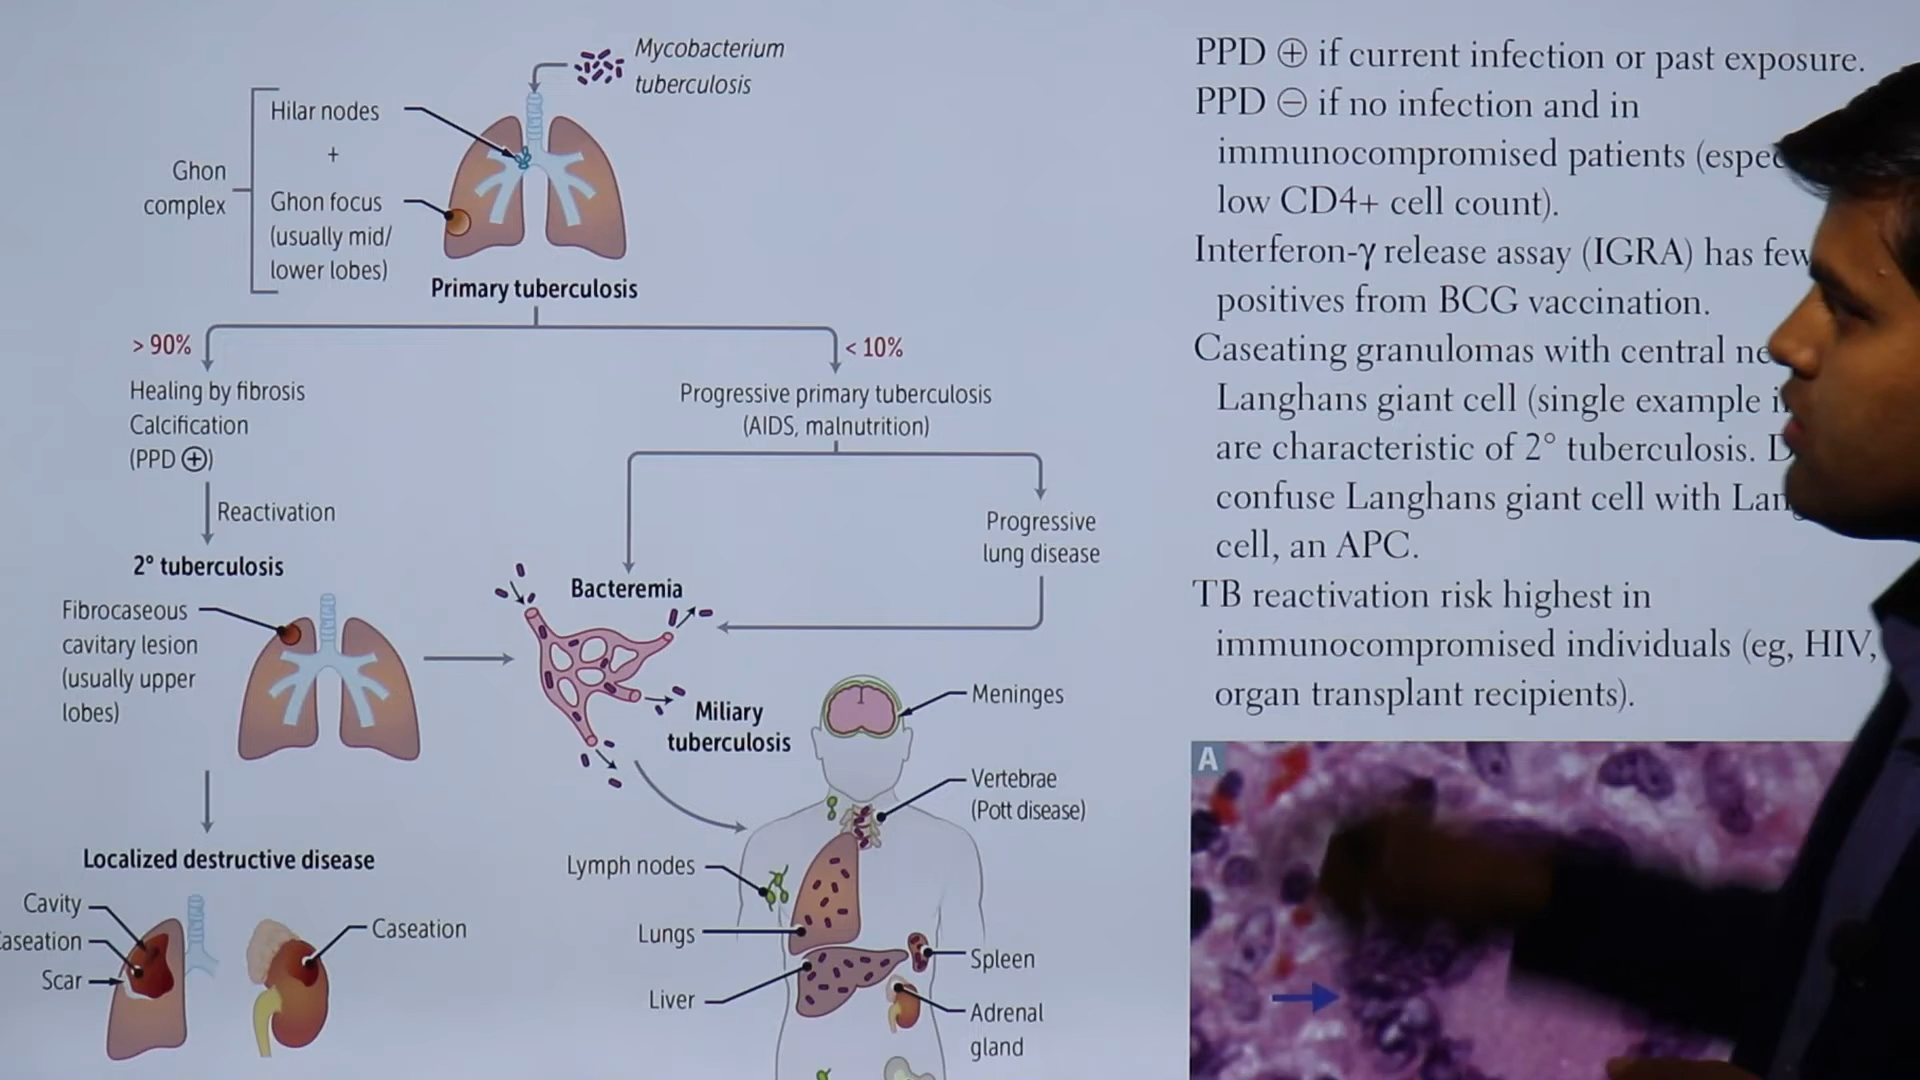 Mycobacterium
tuberculosis
Hilar nodes
+
Ghon
complex
Ghon focus
(usually mid/
lower lobes)
Primary tuberculosis
> 90%
< 10%
Healing by fibrosis
Calcification
(PPD ⊕)
Progressive primary tuberculosis
(AIDS, malnutrition)
Reactivation
2° tuberculosis
Progressive
lung disease
Fibrocaseous
cavitary lesion
(usually upper
lobes)
Bacteremia
Miliary
tuberculosis
Meninges
Vertebrae
(Pott disease)
Localized destructive disease
Cavity
Scar
Caseation
Lymph nodes
Lungs
Liver
Spleen
Adrenal
gland
PPD ⊕ if current infection or past exposure.
PPD ⊖ if no infection and in
immunocompromised patients
low CD4+ cell count).
Interferon-γ release assay (IGRA) has
positives from BCG vaccination.
Caseating granulomas with central
Langhans giant cell (single example
are characteristic of 2° tuberculosis.
confuse Langhans giant cell with
cell, an APC.
TB reactivation risk highest in
immunocompromised individuals (eg, HIV,
organ transplant recipients).
A